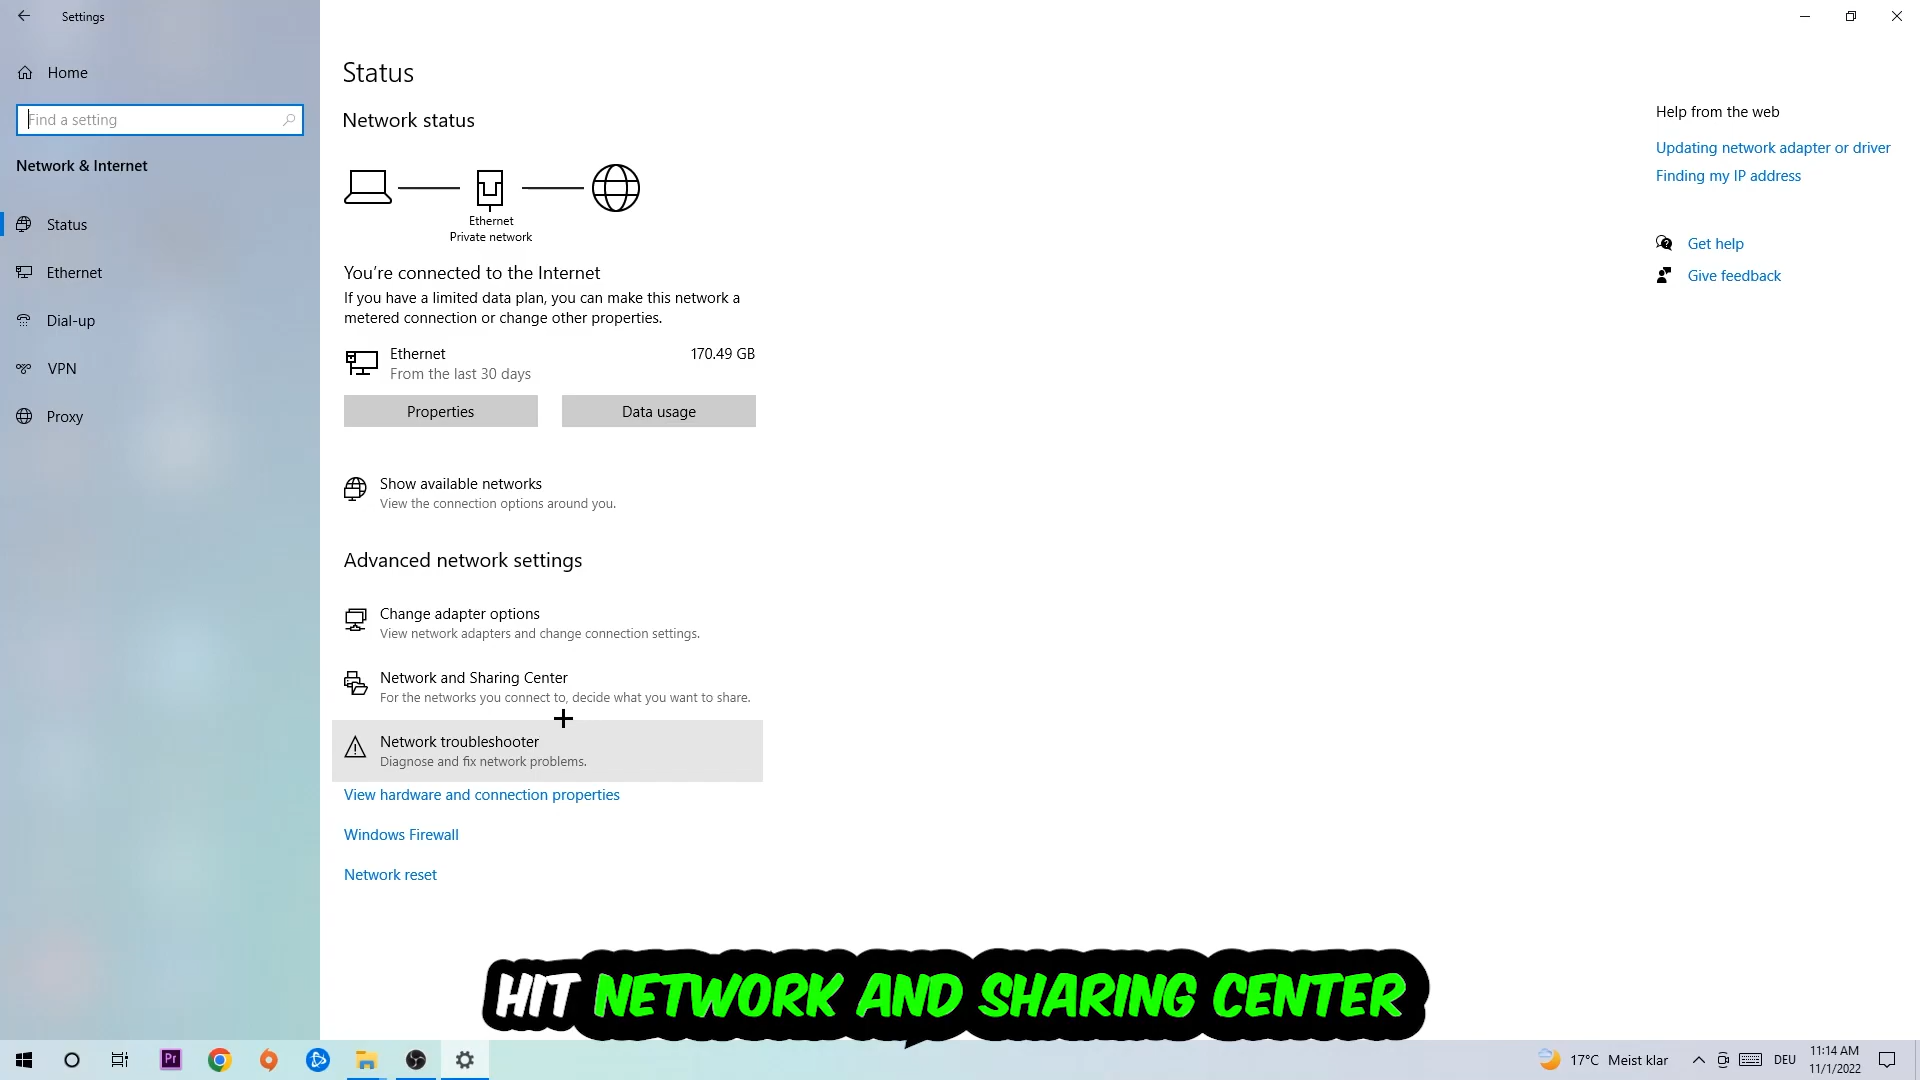 Settings
Home
Find a setting
Network & Internet
Status
Ethernet
Dial-up
VPN
Proxy
Status
Network status
Ethernet
Private network
You're connected to the Internet
If you have a limited data plan, you can make this network a
metered connection or change other properties.
Ethernet
170.49 GB
From the last 30 days
Properties
Data usage
Show available networks
View the connection options around you.
Advanced network settings
Change adapter options
View network adapters and change connection settings.
Network and Sharing Center
For the networks you connect to, decide what you want to share.
Network troubleshooter
Diagnose and fix network problems.
View hardware and connection properties
Windows Firewall
Network reset
Help from the web
Updating network adapter or driver
Finding my IP address
Get help
Give feedback
HIT NETWORK AND SHARING CENTER
Pr
17°C Meist klar
DEU
11:14 AM
11/1/2022